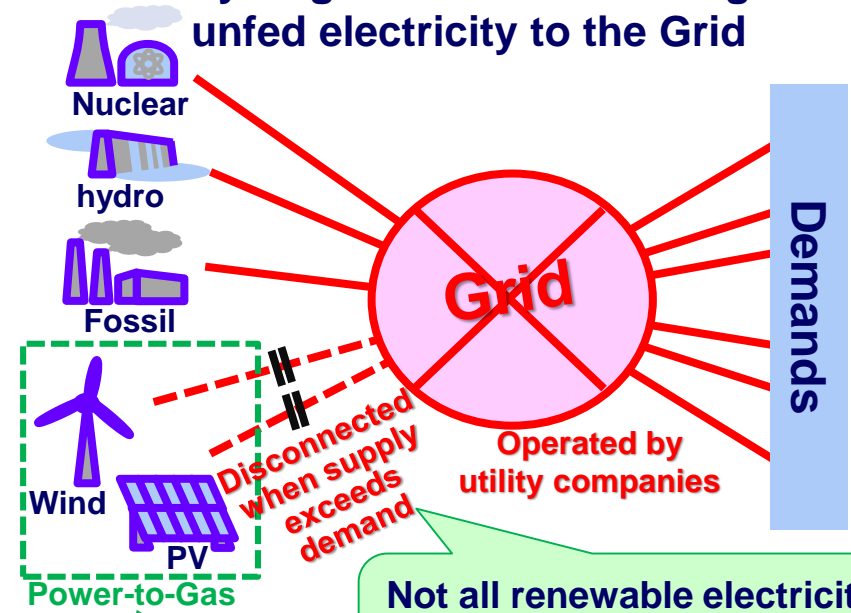 unfed electricity to the Grid
Nuclear
hydro
Fossil
Wind
PV
Power-to-Gas
Grid
Demands
Disconnected
when supply
exceeds
demand
Operated by
utility companies
Not all renewable electricit